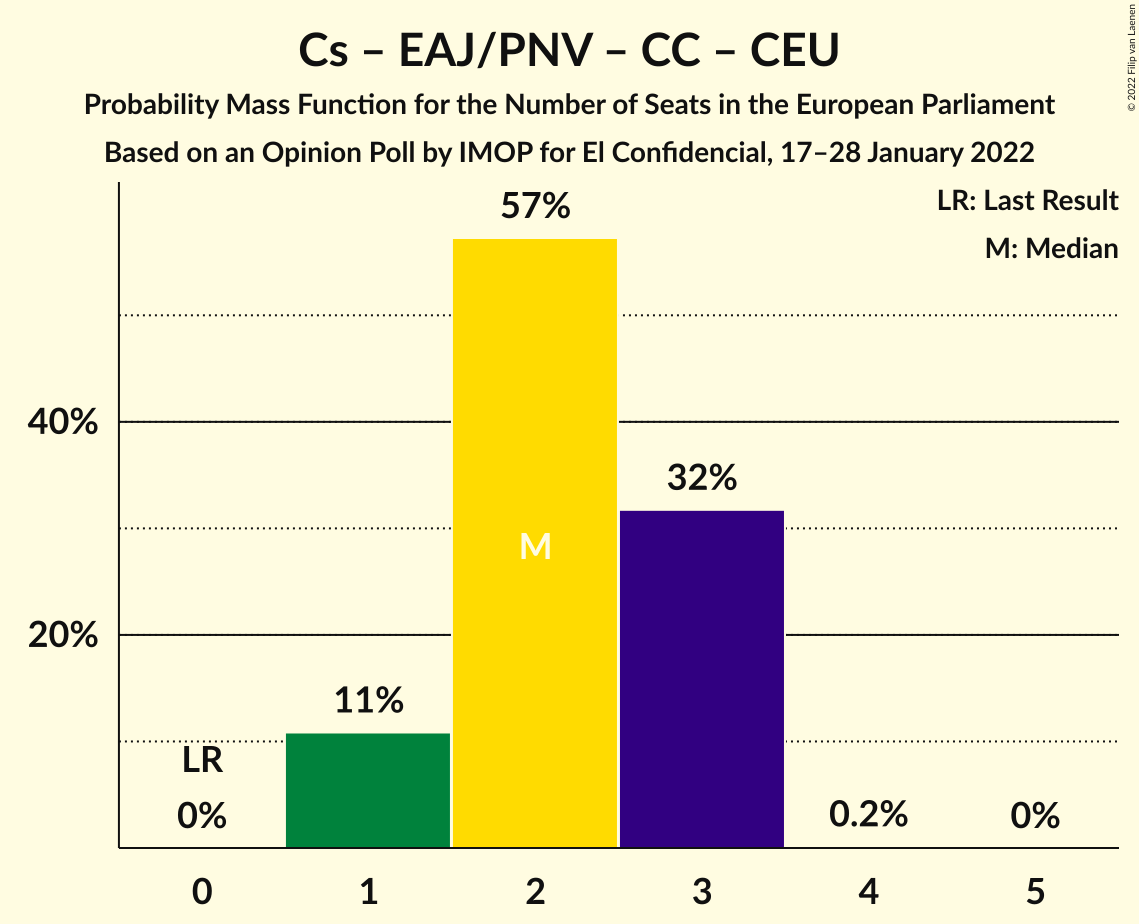 Cs – EAJ/PNV – CC – CEU
Probability Mass Function for the Number of Seats in the European Parliament
Based on an Opinion Poll by IMOP for El Confidencial, 17–28 January 2022
© 2022 Filip van Laenen
LR: Last Result
M: Median
57%
40%
32%
M
20%
11%
LR
0%
0.2%
0%
0 1 2 3 4 5